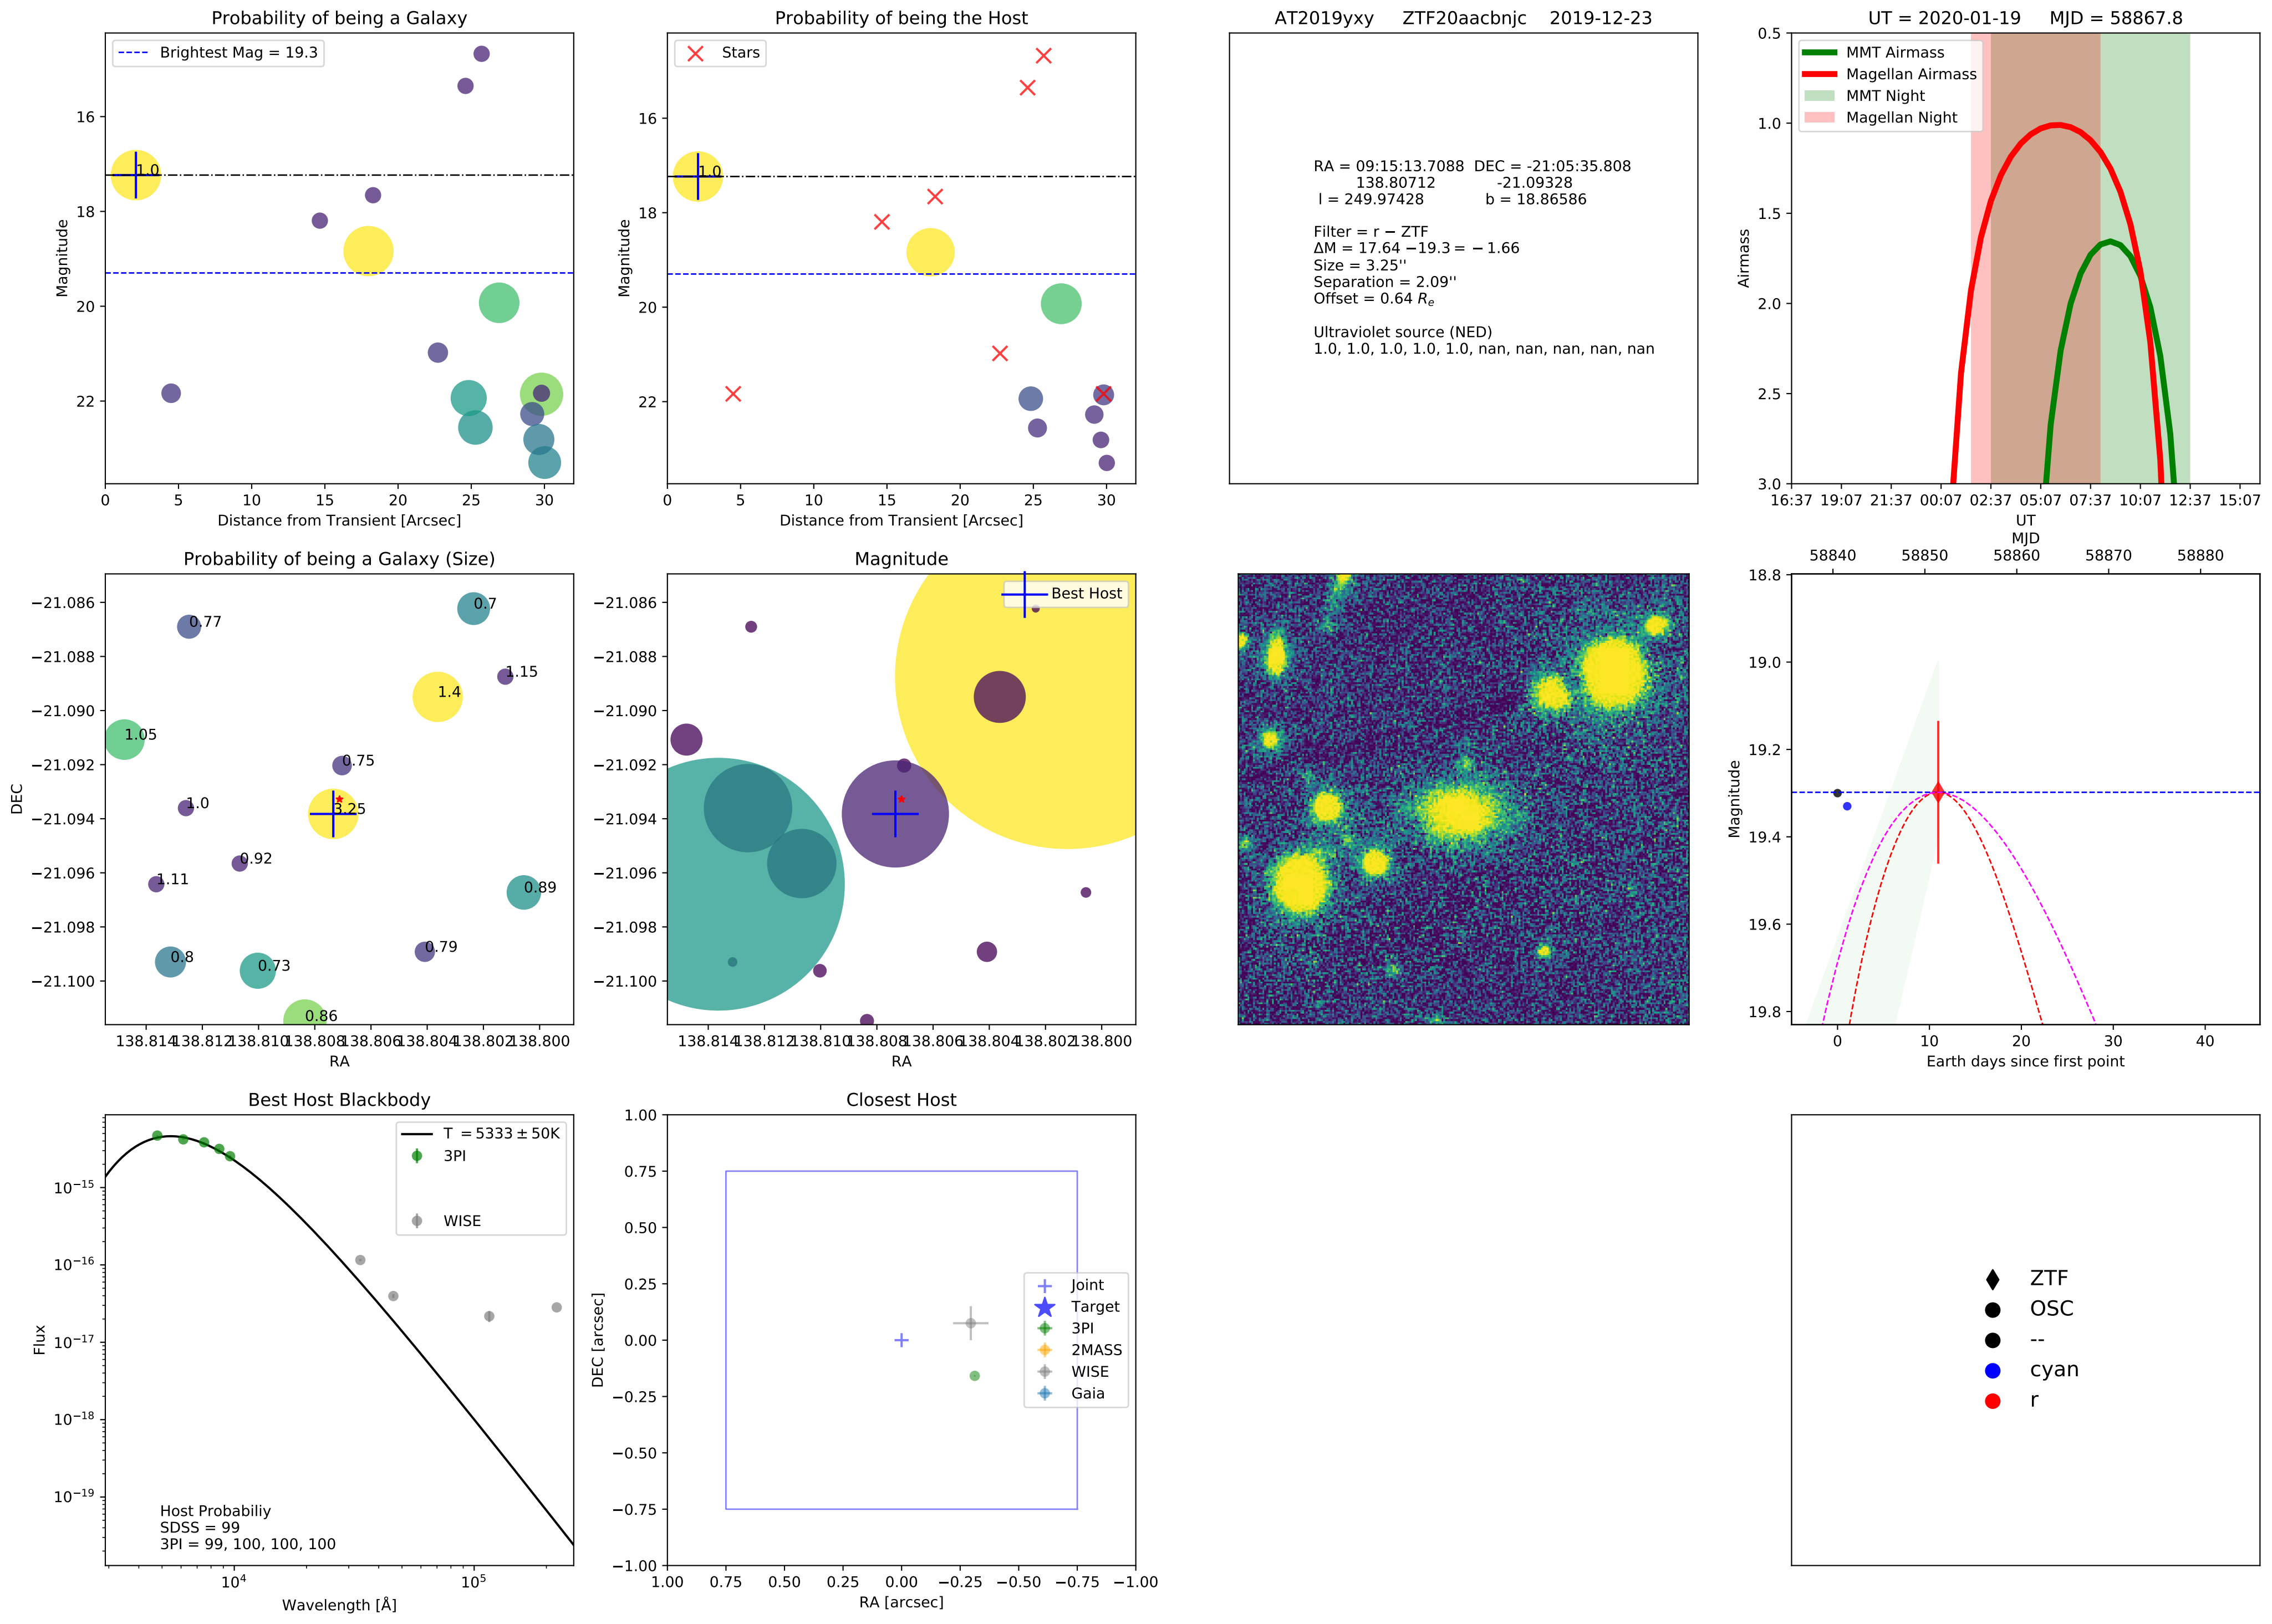 Probability of being a Galaxy
Brightest Mag = 19.3
1.0
16
18
20
22
Magnitude
0 5 10 15 20 25 30
Distance from Transient [Arcsec]
Probability of being the Host
Stars
1.0
16
18
20
22
Magnitude
0 5 10 15 20 25 30
Distance from Transient [Arcsec]
AT2019yxy ZTF20aacbnjc 2019-12-23
RA = 09:15:13.7088 DEC = -21:05:35.808
138.80712 -21.09328
l = 249.97428 b = 18.86586
Filter = r − ZTF
ΔM = 17.64 −19.3 = − 1.66
Size = 3.25''
Separation = 2.09''
Offset = 0.64 Re
Ultraviolet source (NED)
1.0, 1.0, 1.0, 1.0, 1.0, nan, nan, nan, nan, nan
UT = 2020-01-19 MJD = 58867.8
MMT Airmass
Magellan Airmass
MMT Night
Magellan Night
0.5
1.0
1.5
2.0
2.5
3.0
Airmass
16:37 19:07 21:37 00:07 02:37 05:07 07:37 10:07 12:37 15:07
UT
Probability of being a Galaxy (Size)
−21.086
−21.088
−21.090
−21.092
−21.094
−21.096
−21.098
−21.100
DEC
0.7
0.77
1.15
1.4
1.05
0.75
1.0
3.25
0.92
1.11
0.89
0.79
0.8
0.73
0.86
138.814 138.812 138.810 138.808 138.806 138.804 138.802 138.800
RA
Magnitude
Best Host
−21.086
−21.088
−21.090
−21.092
−21.094
−21.096
−21.098
−21.100
138.814 138.812 138.810 138.808 138.806 138.804 138.802 138.800
RA
MJD
58840 58850 58860 58870 58880
18.8
19.0
19.2
19.4
19.6
19.8
Magnitude
0 10 20 30 40
Earth days since first point
Best Host Blackbody
T = 5333 ± 50K
3PI
WISE
10−15
10−16
10−17
10−18
10−19
Flux
Host Probabiliy
SDSS = 99
3PI = 99, 100, 100, 100
10^4 10^5
Wavelength [Å]
Closest Host
1.00
0.75
0.50
0.25
0.00
−0.25
−0.50
−0.75
−1.00
DEC [arcsec]
Joint
Target
3PI
2MASS
WISE
Gaia
1.00 0.75 0.50 0.25 0.00 −0.25 −0.50 −0.75 −1.00
RA [arcsec]
ZTF
OSC
--
cyan
r